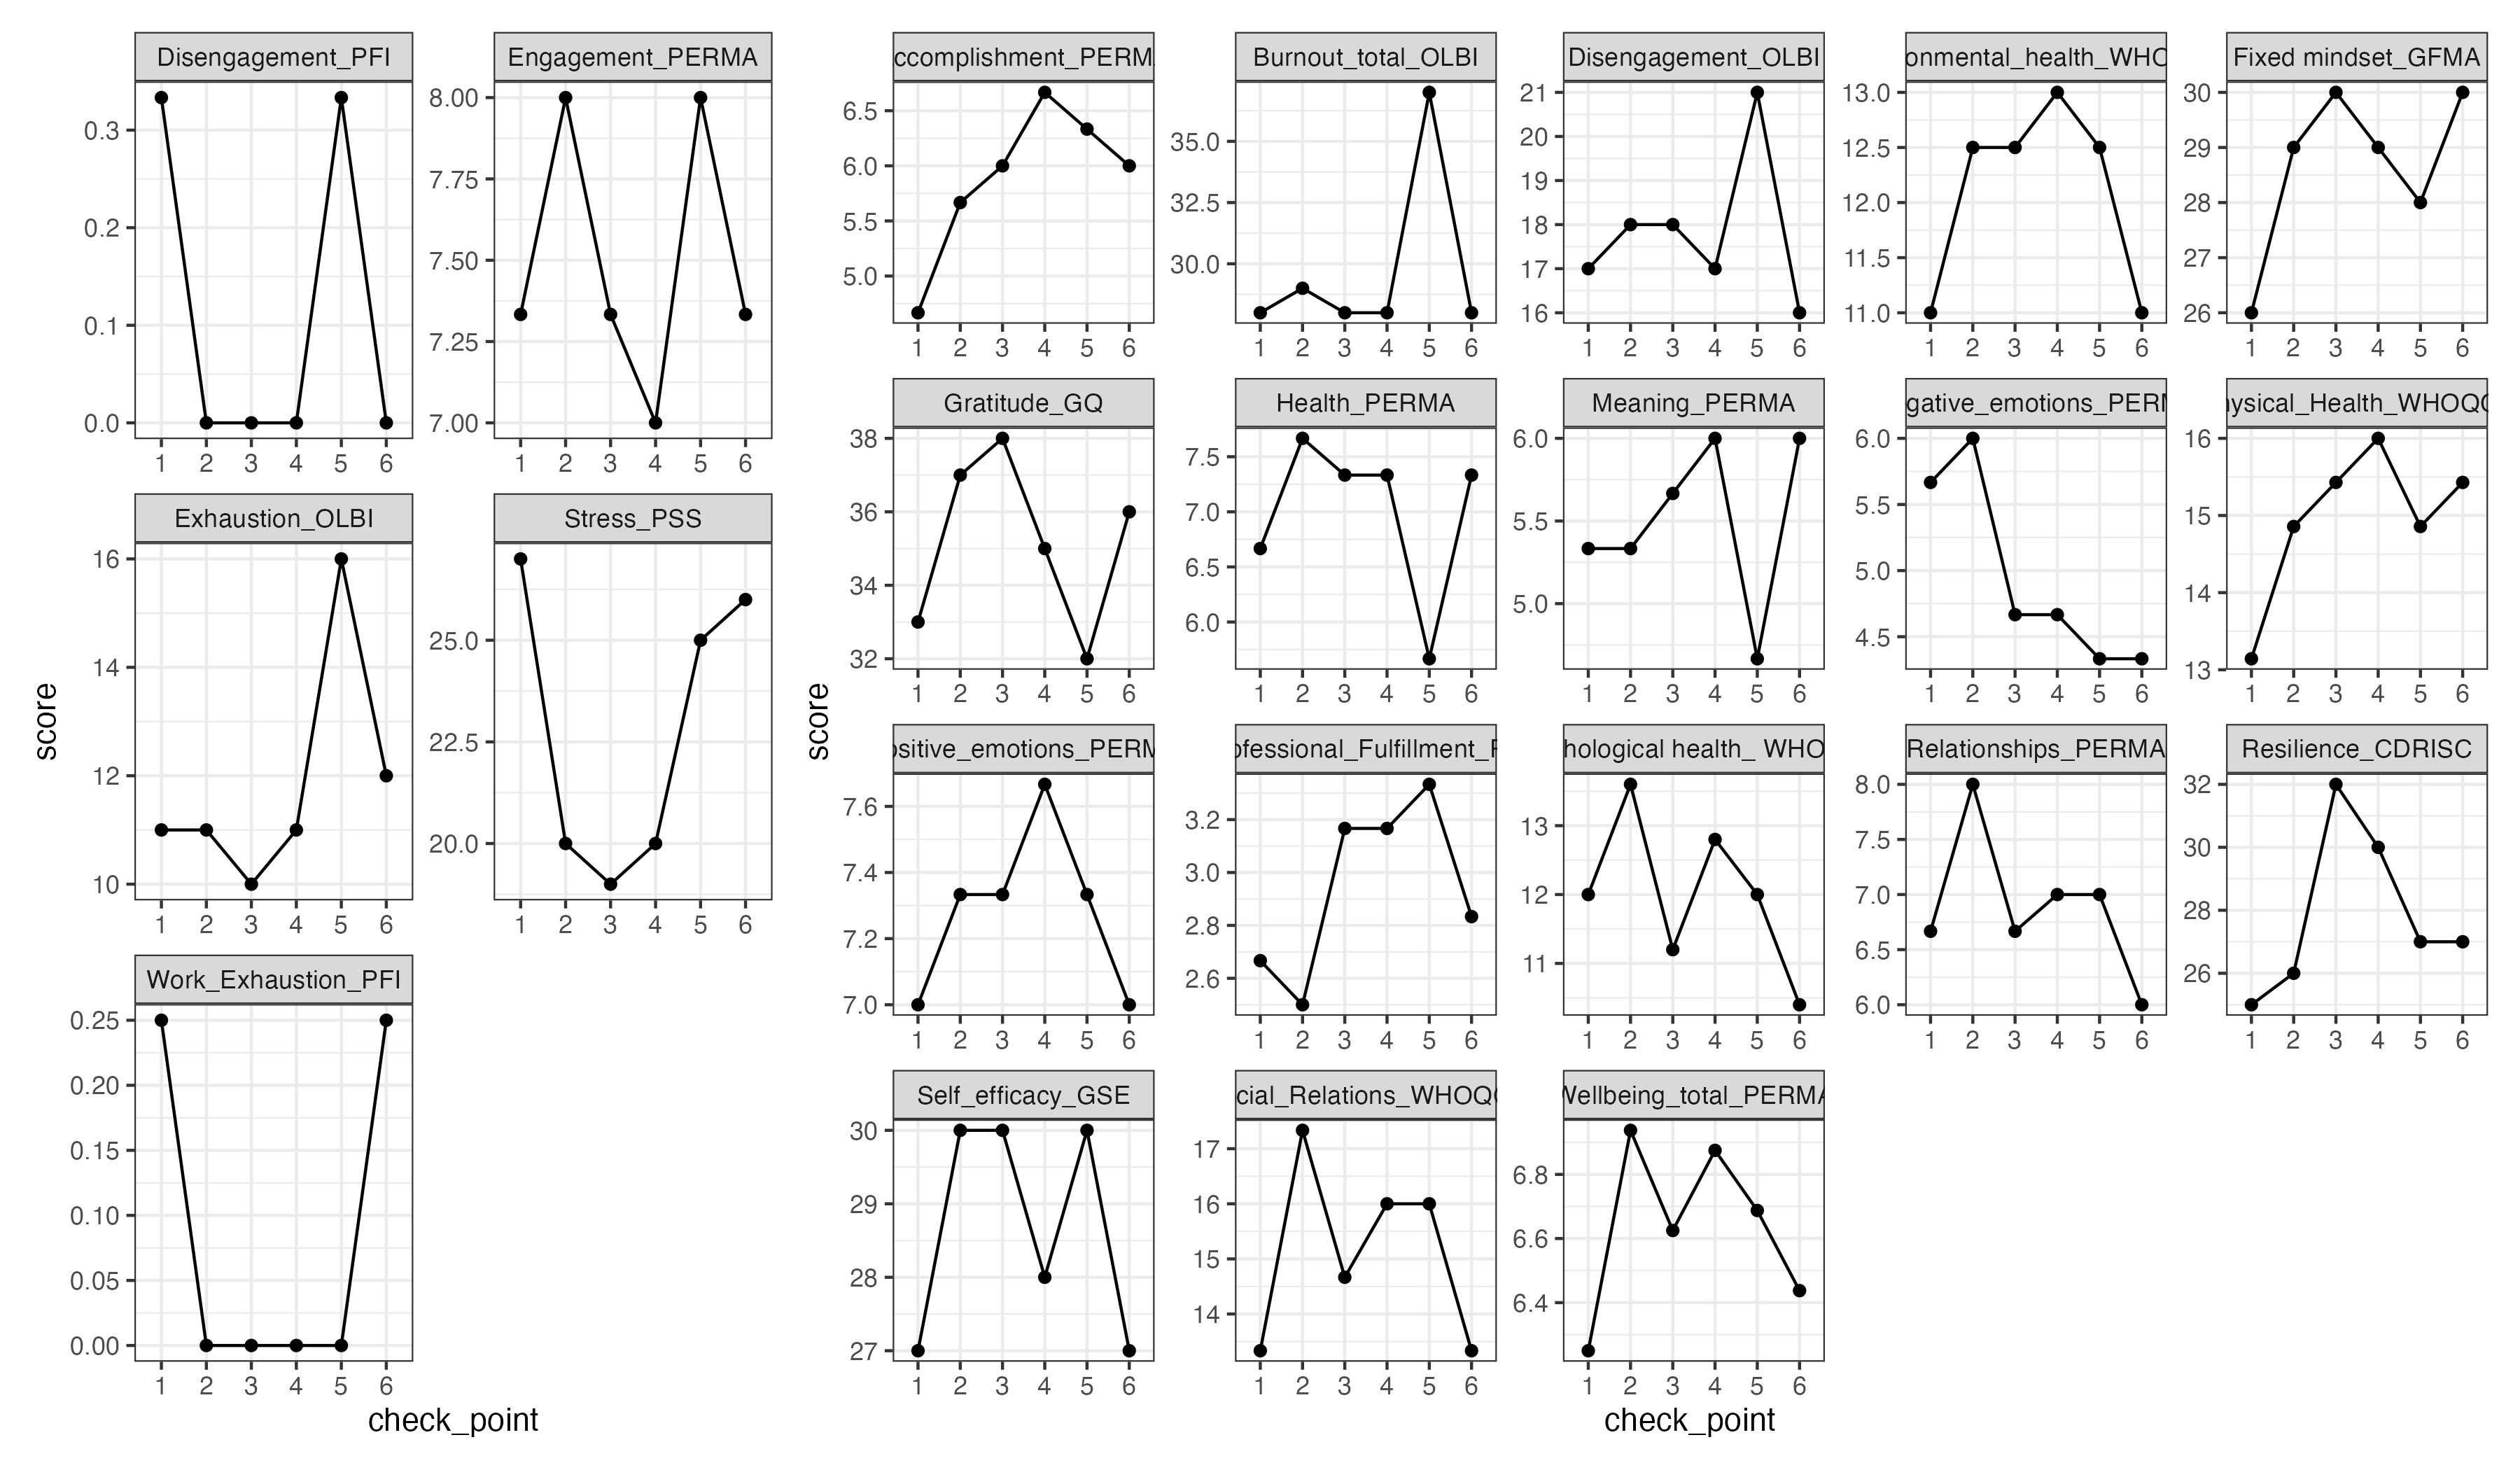 Disengagement_PFI
0.3
0.2
0.1
0.0
1 2 3 4 5 6
Engagement_PERMA
8.00
7.75
7.50
7.25
7.00
1 2 3 4 5 6
Exhaustion_OLBI
16
14
12
10
1 2 3 4 5 6
Stress_PSS
25.0
22.5
20.0
1 2 3 4 5 6
Work_Exhaustion_PFI
0.25
0.20
0.15
0.10
0.05
0.00
1 2 3 4 5 6
score
check_point
ccomplishment_PERM
6.5
6.0
5.5
5.0
1 2 3 4 5 6
Burnout_total_OLBI
35.0
32.5
30.0
1 2 3 4 5 6
Disengagement_OLBI
21
20
19
18
17
16
1 2 3 4 5 6
onmental_health_WHO
13.0
12.5
12.0
11.5
11.0
1 2 3 4 5 6
Fixed mindset_GFMA
30
29
28
27
26
1 2 3 4 5 6
Gratitude_GQ
38
36
34
32
1 2 3 4 5 6
Health_PERMA
7.5
7.0
6.5
6.0
1 2 3 4 5 6
Meaning_PERMA
6.0
5.5
5.0
1 2 3 4 5 6
gative_emotions_PERM
6.0
5.5
5.0
4.5
1 2 3 4 5 6
hysical_Health_WHOQO
16
15
14
13
1 2 3 4 5 6
ositive_emotions_PERM
7.6
7.4
7.2
7.0
1 2 3 4 5 6
ofessional_Fulfillment_P
3.2
3.0
2.8
2.6
1 2 3 4 5 6
hological health_ WHO
13
12
11
1 2 3 4 5 6
Relationships_PERMA
8.0
7.5
7.0
6.5
6.0
1 2 3 4 5 6
Resilience_CDRISC
32
30
28
26
1 2 3 4 5 6
Self_efficacy_GSE
30
29
28
27
1 2 3 4 5 6
cial_Relations_WHOQO
17
16
15
14
1 2 3 4 5 6
Wellbeing_total_PERMA
6.8
6.6
6.4
1 2 3 4 5 6
score
check_point